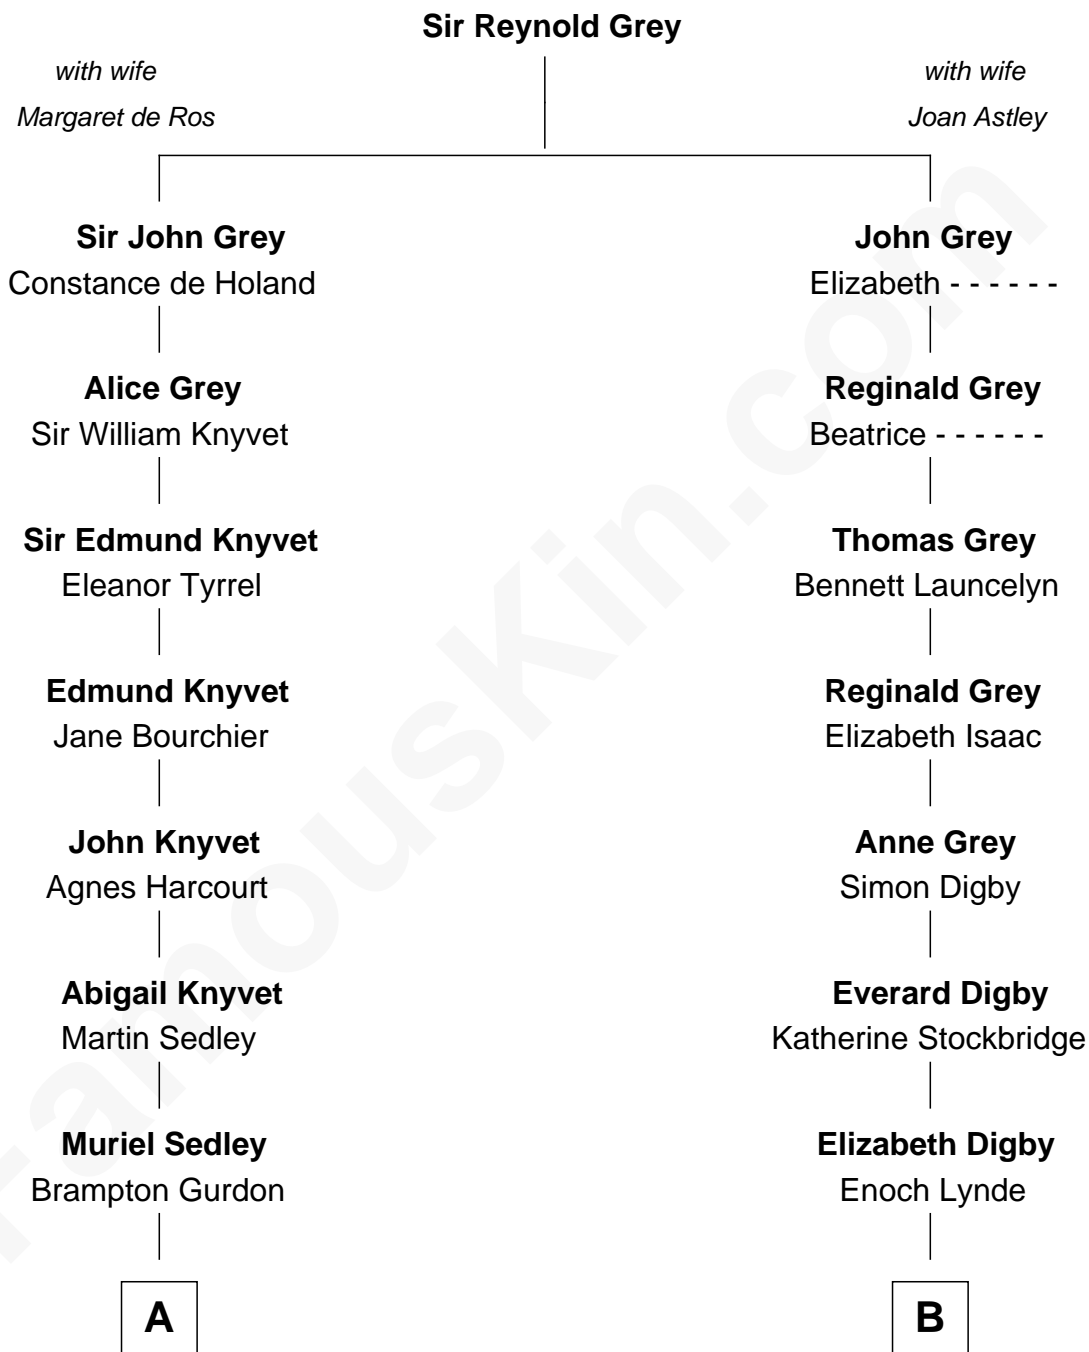 Sir Reynold Grey
with wife
Margaret de Ros
with wife
Joan Astley
Sir John Grey
Constance de Holand
John Grey
Elizabeth - - - - - -
Alice Grey
Sir William Knyvet
Reginald Grey
Beatrice - - - - - -
Sir Edmund Knyvet
Eleanor Tyrrel
Thomas Grey
Bennett Launcelyn
Edmund Knyvet
Jane Bourchier
Reginald Grey
Elizabeth Isaac
John Knyvet
Agnes Harcourt
Anne Grey
Simon Digby
Abigail Knyvet
Martin Sedley
Everard Digby
Katherine Stockbridge
Muriel Sedley
Brampton Gurdon
Elizabeth Digby
Enoch Lynde
A
B
FamousKin.com